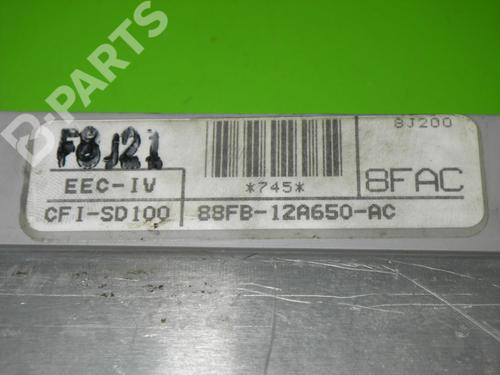 B-PARTS
F8J21
8J200
EEC-IV
*745*
8FAC
CFI-SD100
88FB-12A650-AC